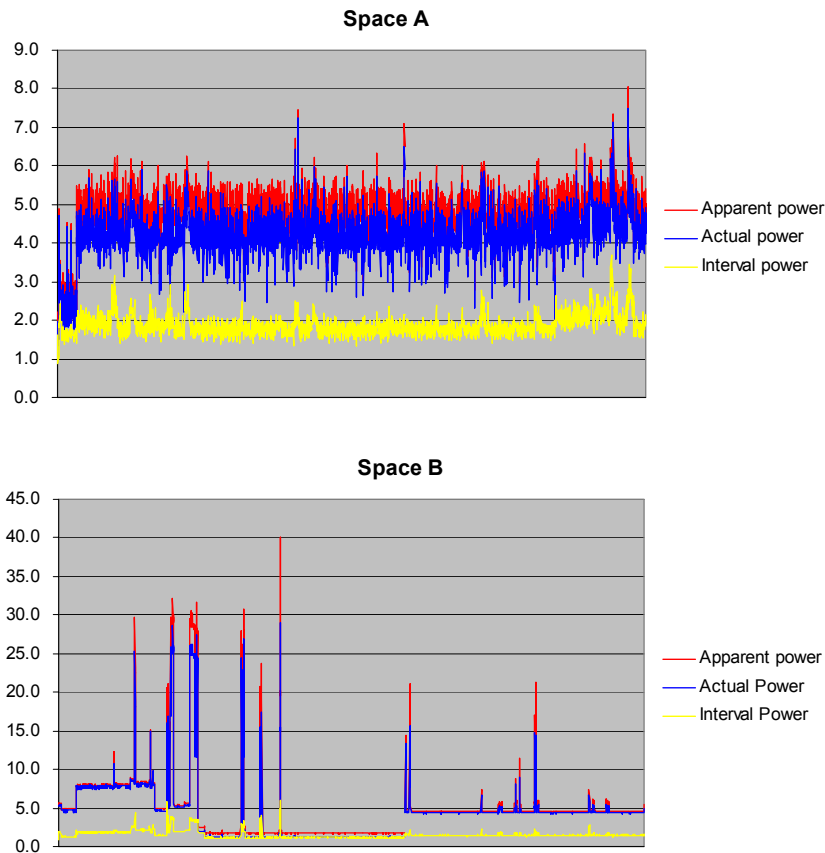 Space A
9.0
8.0
7.0
6.0
5.0
4.0
3.0
2.0
1.0
0.0
Apparent power
Actual power
Interval power
Space B
45.0
40.0
35.0
30.0
25.0
20.0
15.0
10.0
5.0
0.0
Apparent power
Actual Power
Interval Power